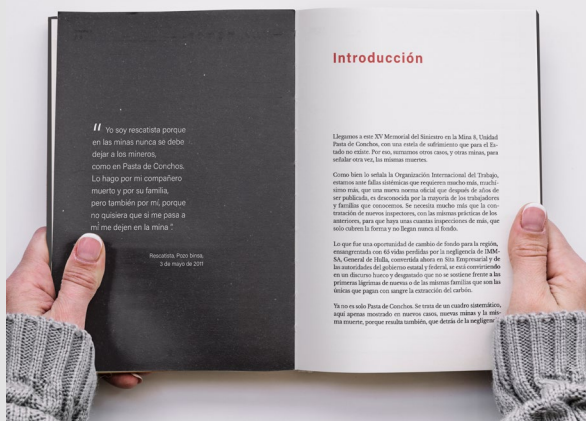 " Yo soy rescatista porque
en las minas nunca se debe
dejar a los mineros,
como en Pasta de Conchos.
Lo hago por mi compañero
muerto y por su familia,
pero también por mí, porque
no quisiera que si me pasa a
mí me dejen en la mina ".
Rescatista, Pozo binsa,
3 de mayo de 2011
Introducción
Llegamos a este XV Memorial del Siniestro en la Mina 8, Unidad
Pasta de Conchos, con una estela de sufrimiento que para el Es-
tado no existe. Por eso, sumamos otros casos, y otras minas, para
señalar otra vez, las mismas muertes.
Como bien lo señala la Organización Internacional del Trabajo,
estamos ante fallas sistémicas que requieren mucho más, muchí-
simo más, que una nueva norma oficial que después de años de
ser publicada, es desconocida por la mayoría de los trabajadores
y familias que conocemos. Se necesita mucho más que la con-
tratación de nuevos inspectores, con las mismas prácticas de los
anteriores, para que haya unas cuantas inspecciones de más, que
solo cubren la forma y no llegan nunca al fondo.
Lo que fue una oportunidad de cambio de fondo para la región,
ensangrentada con 65 vidas perdidas por la negligencia de IMM-
SA, General de Hulla, convertida ahora en Sita Empresarial y de
las autoridades del gobierno estatal y federal, se está convirtiendo
en un discurso hueco y desgastado que no se sostiene frente a las
primeras lágrimas de nuevas o de las mismas familias que son las
únicas que pagan con sangre la extracción del carbón.
Ya no es solo Pasta de Conchos. Se trata de un cuadro sistemático,
aquí apenas mostrado en nuevos casos, nuevas minas y la mis-
ma muerte, porque resulta también, que detrás de la negligenc